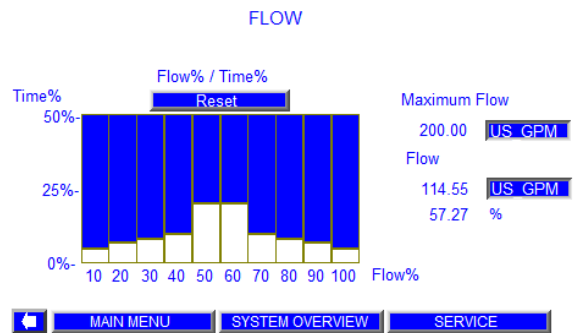 FLOW
Flow% / Time%
Time%
Reset
Maximum Flow
50%-
200.00 US_GPM
Flow
25%-
114.55 US_GPM
57.27 %
0%-
10 20 30 40 50 60 70 80 90 100 Flow%
MAIN MENU SYSTEM OVERVIEW SERVICE